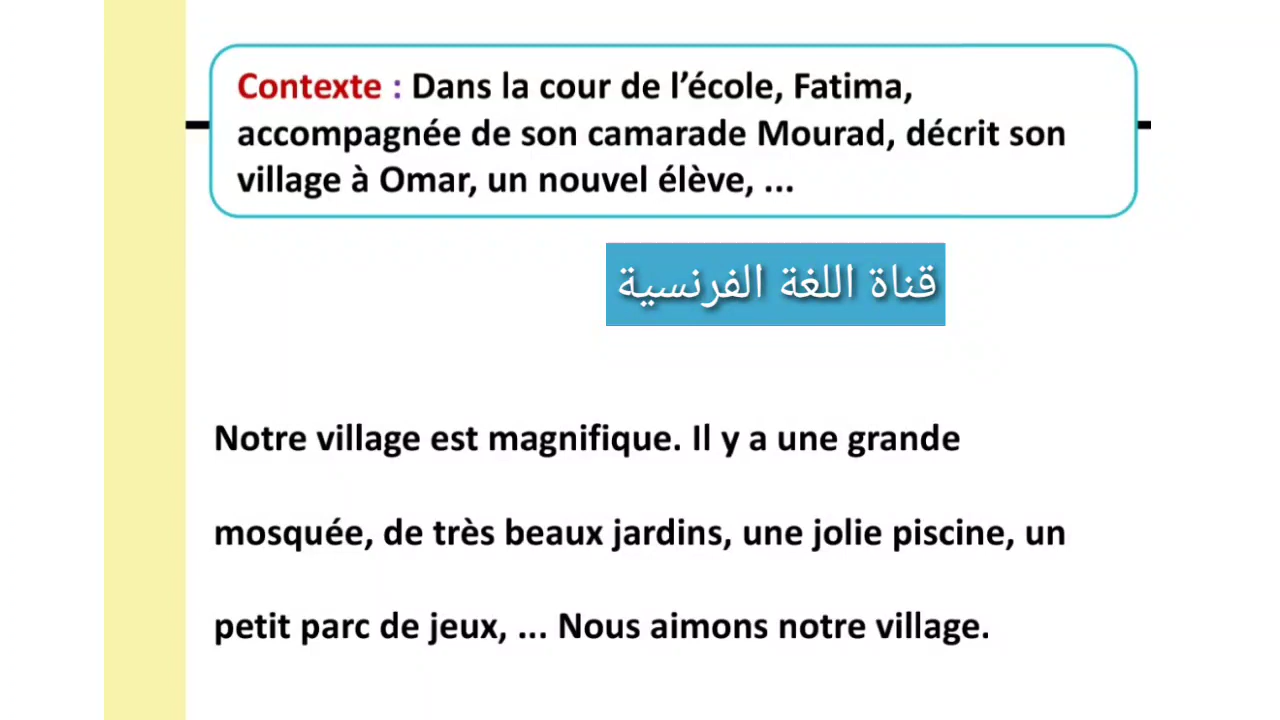 Contexte : Dans la cour de l’école, Fatima,
accompagnée de son camarade Mourad, décrit son
village à Omar, un nouvel élève, ...
قناة اللغة الفرنسية
Notre village est magnifique. Il y a une grande
mosquée, de très beaux jardins, une jolie piscine, un
petit parc de jeux, ... Nous aimons notre village.